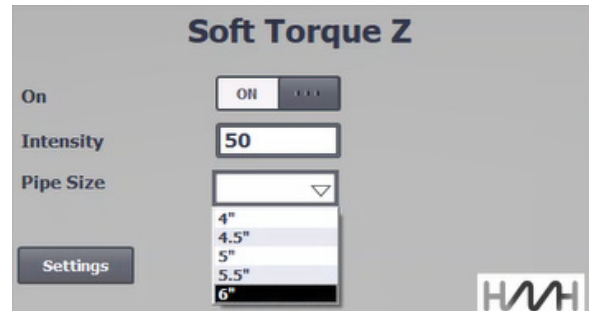 Soft Torque Z
On ON
Intensity 50
Pipe Size
4"
4.5"
5"
5.5"
6"
Settings
HMH